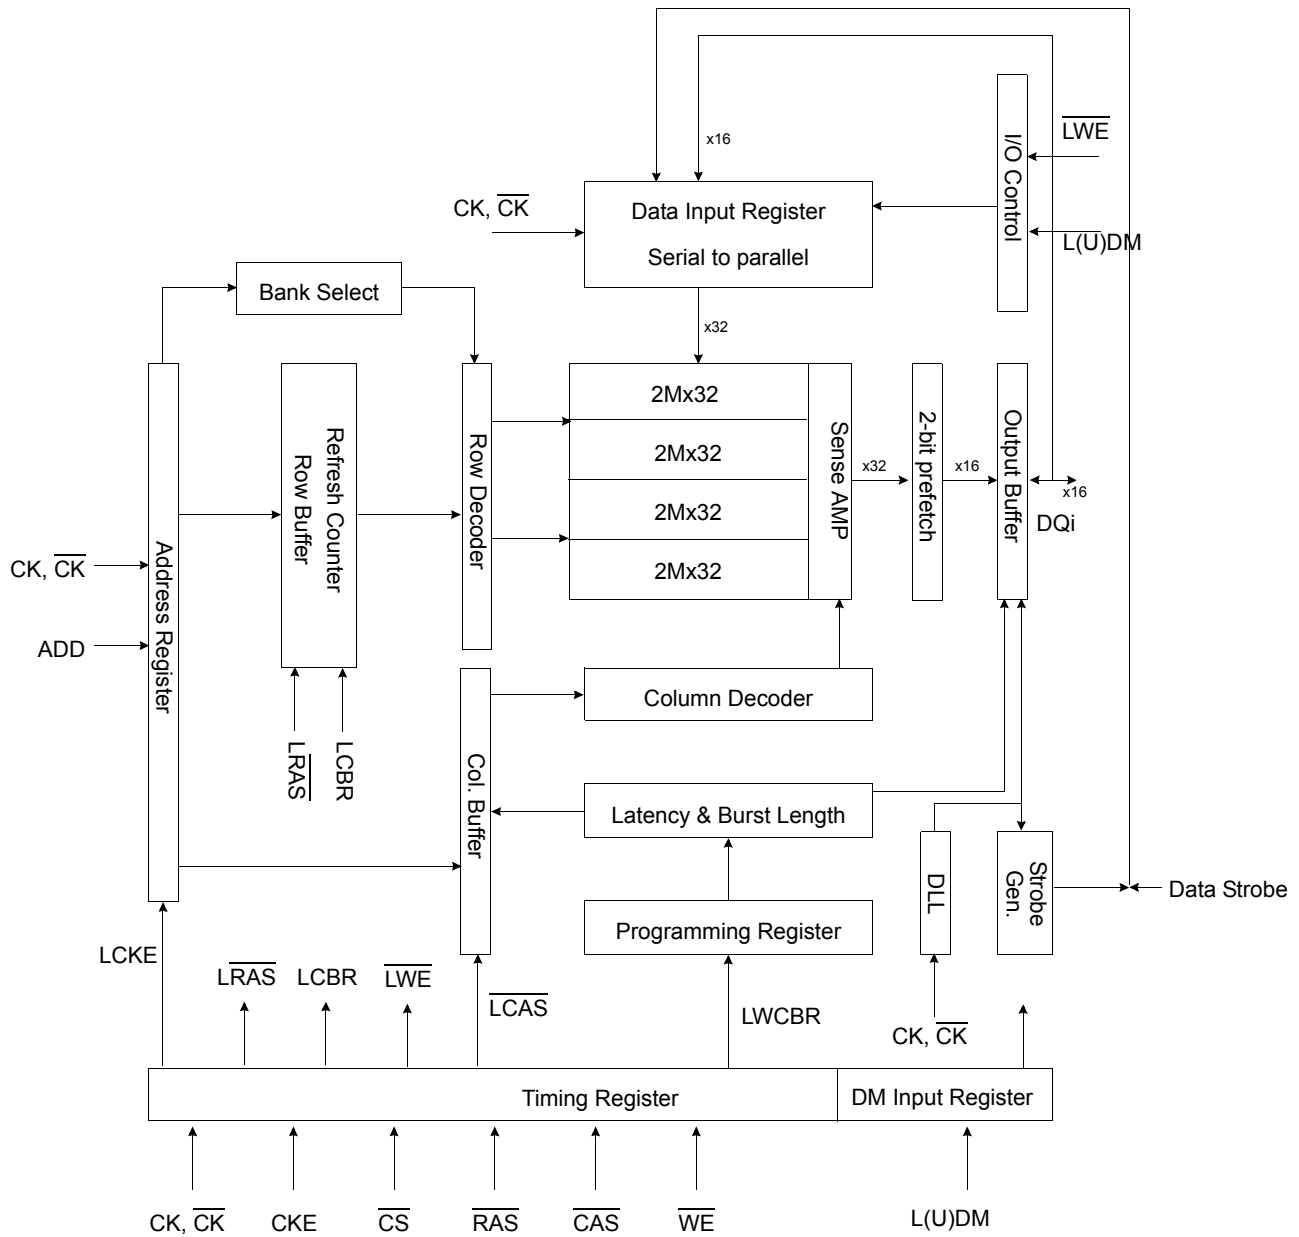 x16
LWE
I/O Control
CK, CK
Data Input Register
Serial to parallel
L(U)DM
Bank Select
x32
Address Register
Refresh Counter
Row Buffer
Row Decoder
2Mx32
2Mx32
2Mx32
2Mx32
Sense AMP
x32
2-bit prefetch
x16
Output Buffer
x16
DQi
CK, CK
ADD
LRAS
LCBR
Col. Buffer
Column Decoder
Latency & Burst Length
DLL
Strobe
Gen.
Data Strobe
Programming Register
LCKE
LRAS
LCBR
LWE
LCAS
LWCBR
CK, CK
Timing Register
DM Input Register
CK, CK
CKE
CS
RAS
CAS
WE
L(U)DM